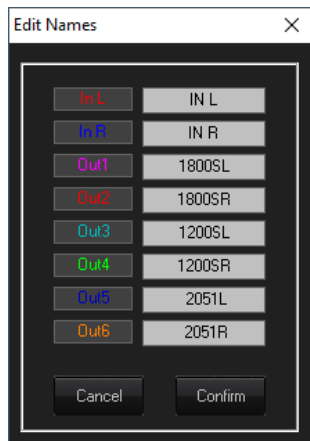 Edit Names
In L IN L
In R IN R
Out1 1800SL
Out2 1800SR
Out3 1200SL
Out4 1200SR
Out5 2051L
Out6 2051R
Cancel Confirm